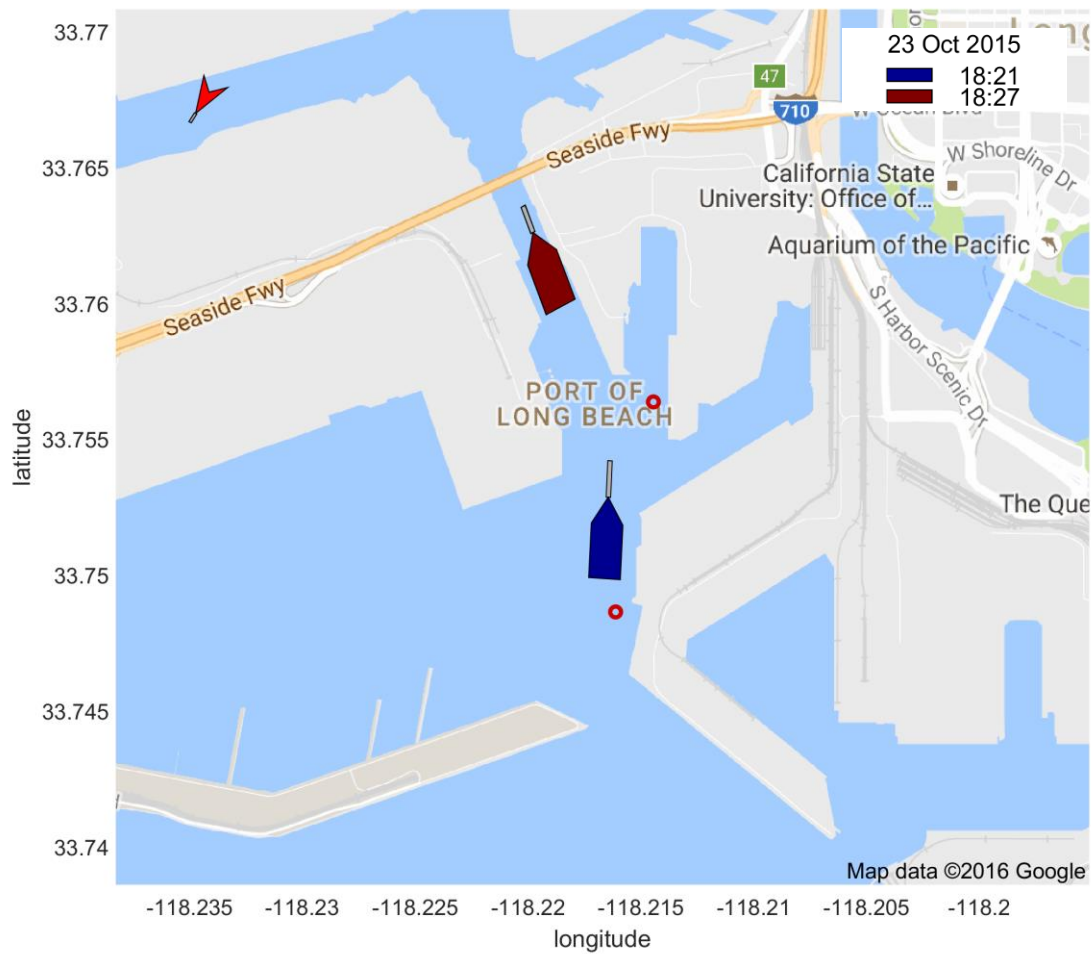 33.77
33.765
33.76
33.755
33.75
33.745
33.74
latitude
-118.235
-118.23
-118.225
-118.22
-118.215
-118.21
-118.205
-118.2
longitude
23 Oct 2015
18:21
18:27
47
710
Seaside Fwy
W Shoreline Dr
California State
University: Office of...
Aquarium of the Pacific
Seaside Fwy
S Harbor Scenic Dr
PORT OF
LONG BEACH
The Que
Map data ©2016 Google